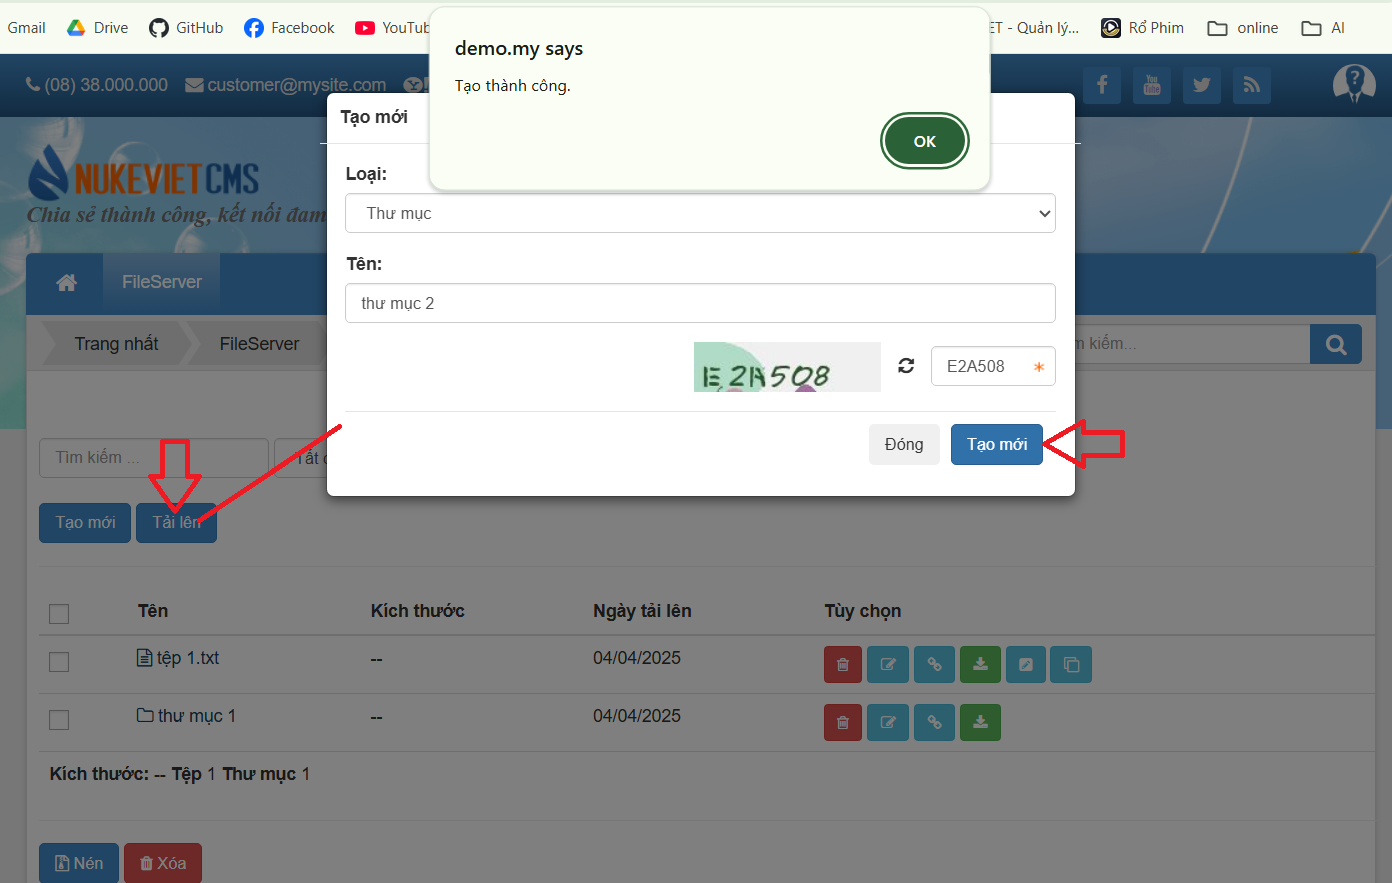 Gmail Drive GitHub Facebook YouTub ET - Quản lý... Rổ Phim online AI
demo.my says
Tạo thành công.
OK
(08) 38.000.000 customer@mysite.com
Tạo mới
Loại:
Thư mục
NUKEVIET CMS
Chia sẻ thành công, kết nối đam
Tên:
thư mục 2
FileServer
Trang nhất FileServer
m kiếm...
E2A508 E2A508 *
Đóng Tạo mới
Tìm kiếm ... Tất c
Tạo mới Tải lên
Tên Kích thước Ngày tải lên Tùy chọn
tệp 1.txt -- 04/04/2025
thư mục 1 -- 04/04/2025
Kích thước: -- Tệp 1 Thư mục 1
Nén Xóa